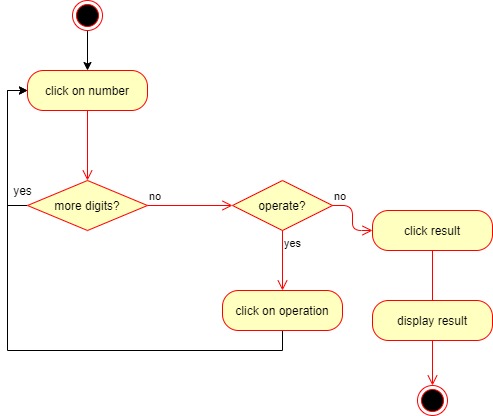 click on number
yes
more digits?
no
operate?
no
click result
yes
click on operation
display result